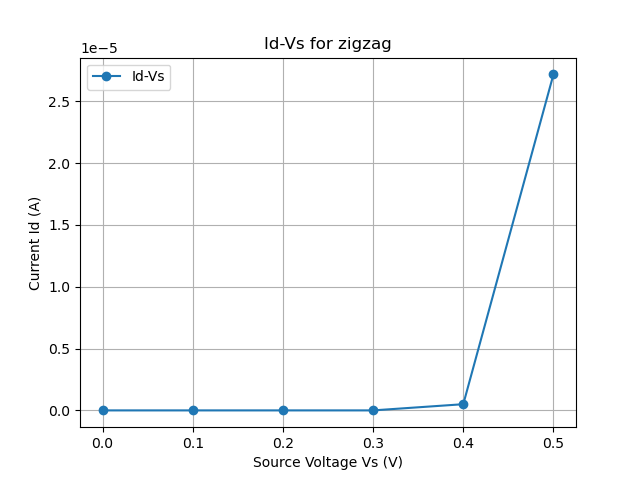 Id-Vs for zigzag
1e−5
Id-Vs
2.5
2.0
1.5
1.0
0.5
0.0
Current Id (A)
0.0 0.1 0.2 0.3 0.4 0.5
Source Voltage Vs (V)